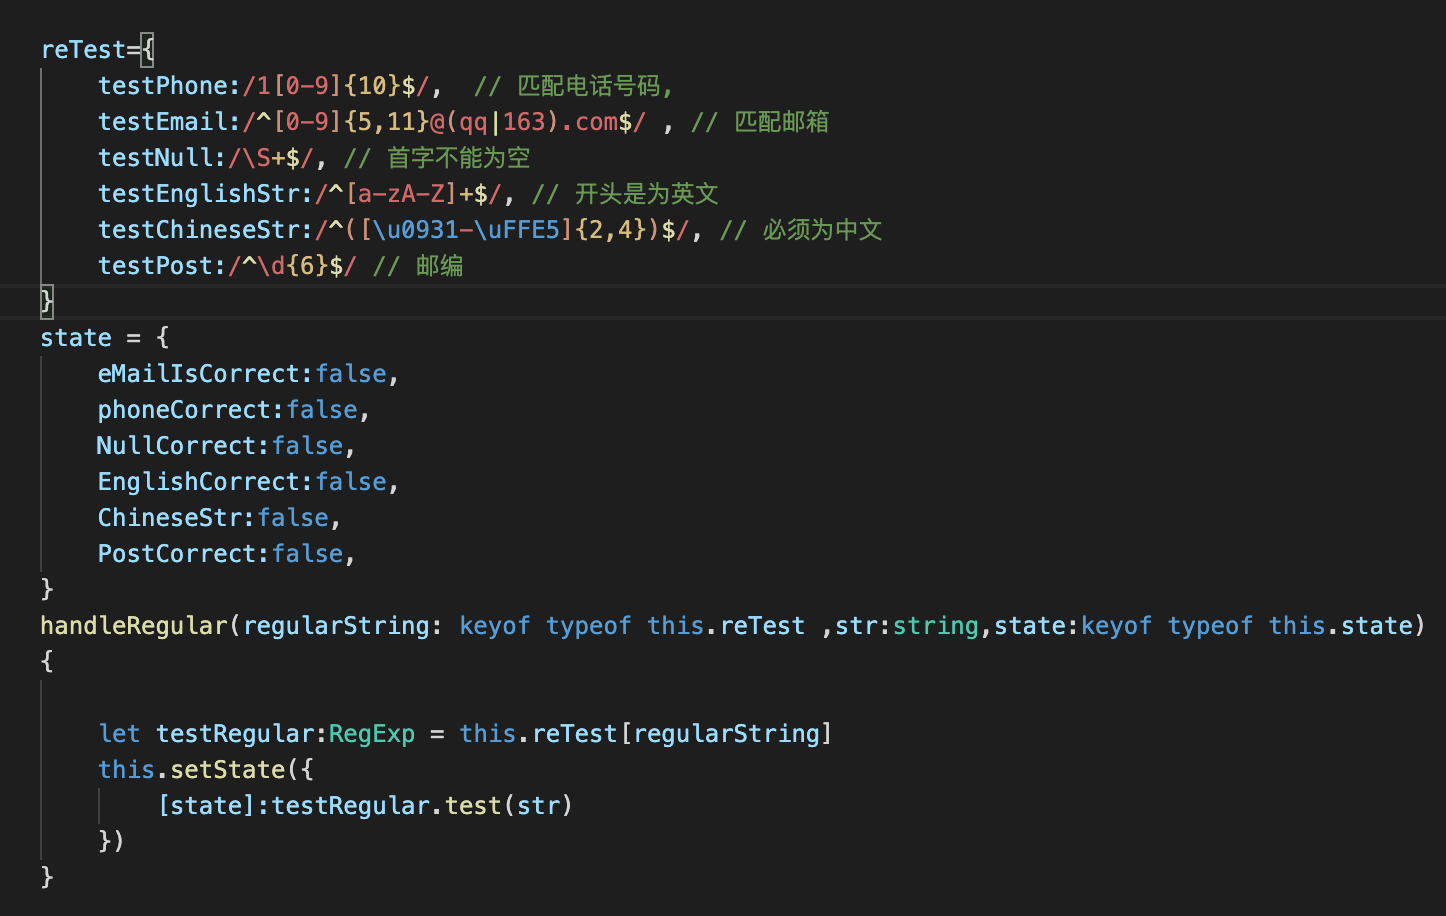 reTest={
testPhone:/1[0-9]{10}$/,  // 匹配电话号码,
testEmail:/^[0-9]{5,11}@(qq|163).com$/ , // 匹配邮箱
testNull:/\S+$/, // 首字不能为空
testEnglishStr:/^[a-zA-Z]+$/, // 开头是为英文
testChineseStr:/^([\u0931-\uFFE5]{2,4})$/, // 必须为中文
testPost:/^\d{6}$/ // 邮编
}
state = {
eMailIsCorrect:false,
phoneCorrect:false,
NullCorrect:false,
EnglishCorrect:false,
ChineseStr:false,
PostCorrect:false,
}
handleRegular(regularString: keyof typeof this.reTest ,str:string,state:keyof typeof this.state)
{
let testRegular:RegExp = this.reTest[regularString]
this.setState({
[state]:testRegular.test(str)
})
}